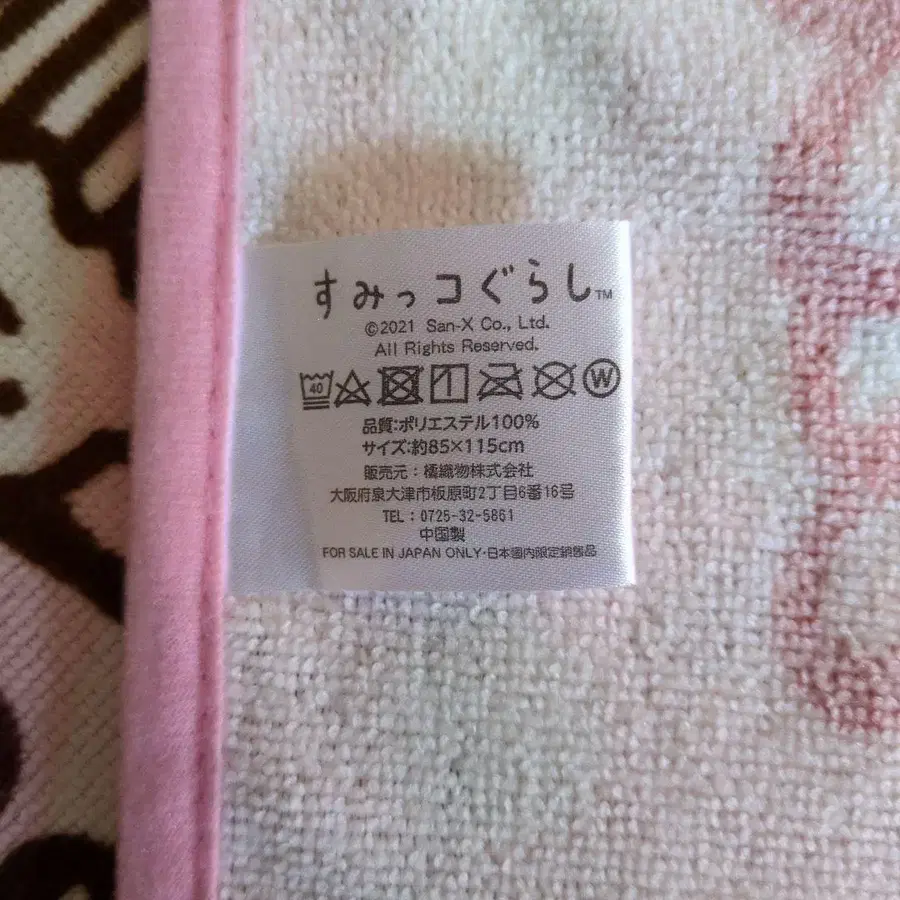 すみっコぐらし™
©2021 San-X Co., Ltd.
All Rights Reserved.
40 W
品質:ポリエステル100%
サイズ:約85×115cm
販売元:橘織物株式会社
大阪府泉大津市板原町2丁目6番16号
TEL:0725-32-5861
中国製
FOR SALE IN JAPAN ONLY・日本国内限定销售品